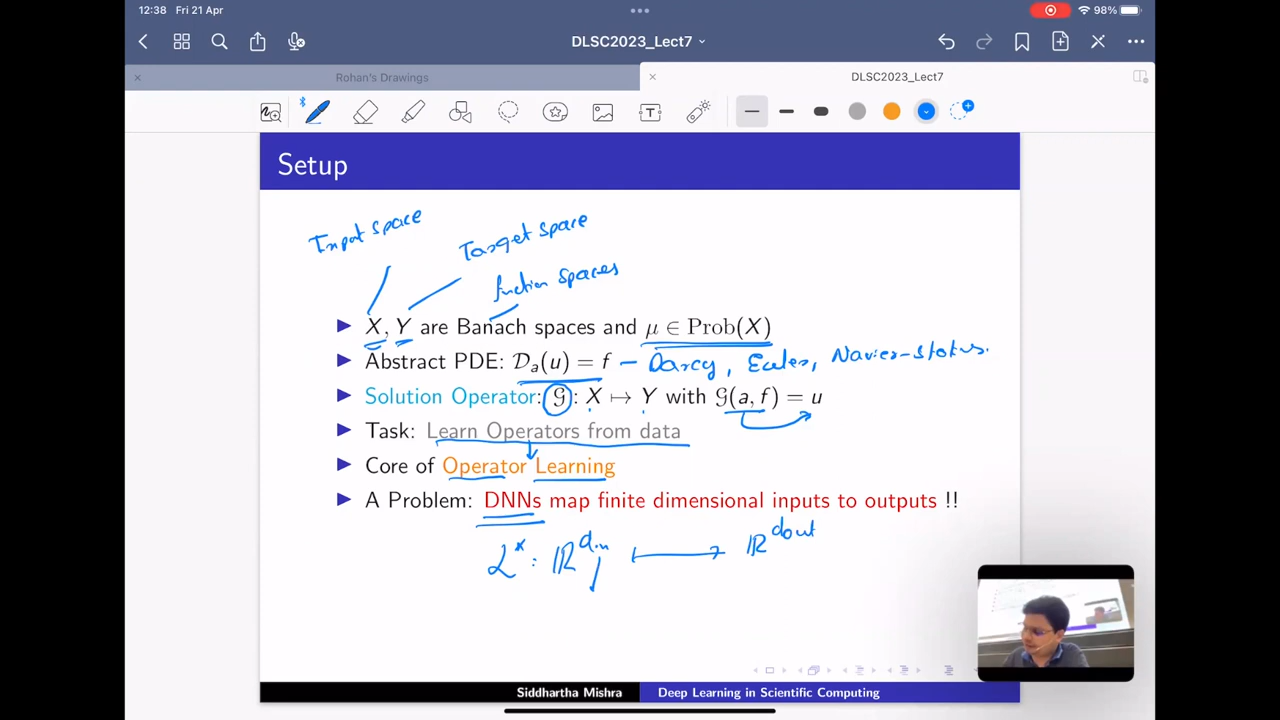 12:38 Fri 21 Apr
98%
DLSC2023_Lect7
Rohan's Drawings
DLSC2023_Lect7
Setup
Input space
Target space
function spaces
X, Y are Banach spaces and μ ∈ Prob(X)
Abstract PDE: 𝒟ₐ(u) = f – Darcy, Euler, Navier-Stokes.
Solution Operator: 𝒢 : X ↦ Y with 𝒢(a, f) = u
Task: Learn Operators from data
Core of Operator Learning
A Problem: DNNs map finite dimensional inputs to outputs !!
ℒ* : ℝ^din ⟼ ℝ^dout
Siddhartha Mishra Deep Learning in Scientific Computing